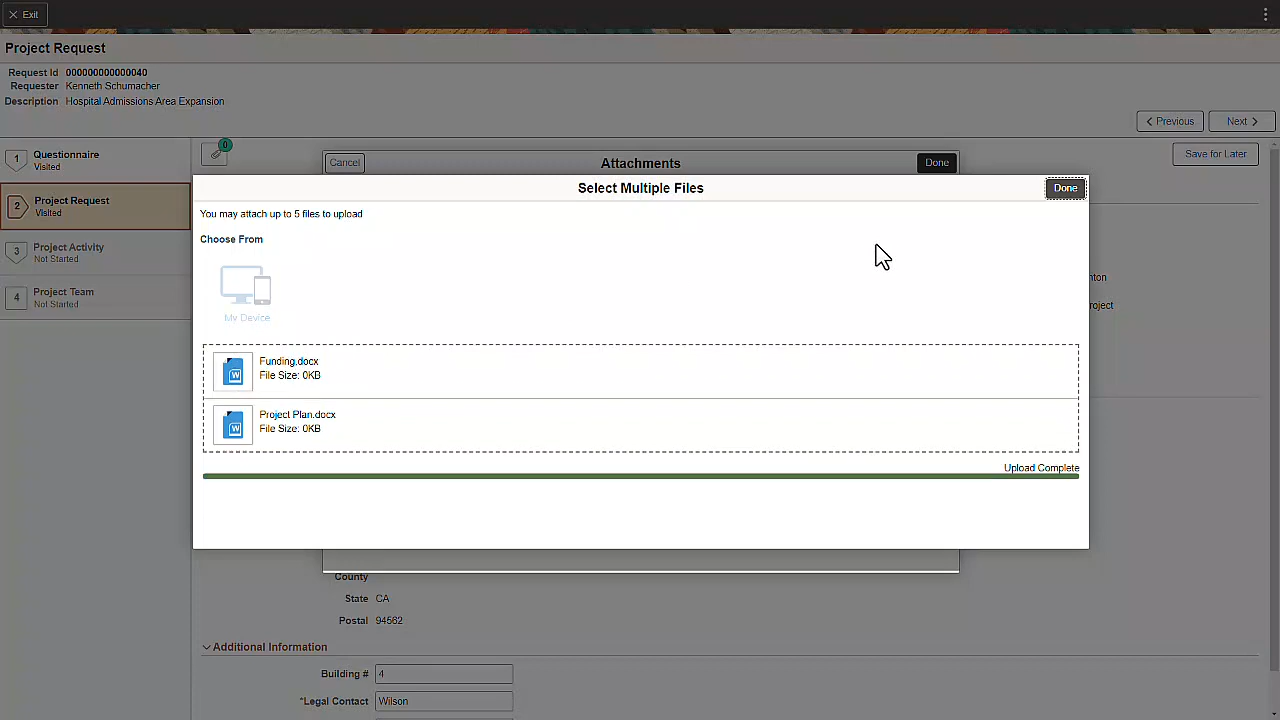 Exit
Project Request
Request Id 000000000000040
Requester Kenneth Schumacher
Description Hospital Admissions Area Expansion
Previous Next
1 Questionnaire
Visited
0
Save for Later
Cancel Attachments Done
2 Project Request
Visited
Select Multiple Files Done
You may attach up to 5 files to upload
Choose From
3 Project Activity
Not Started
4 Project Team
Not Started
My Device
Funding.docx
File Size: 0KB
Project Plan.docx
File Size: 0KB
Upload Complete
County
State CA
Postal 94562
Additional Information
Building # 4
*Legal Contact Wilson